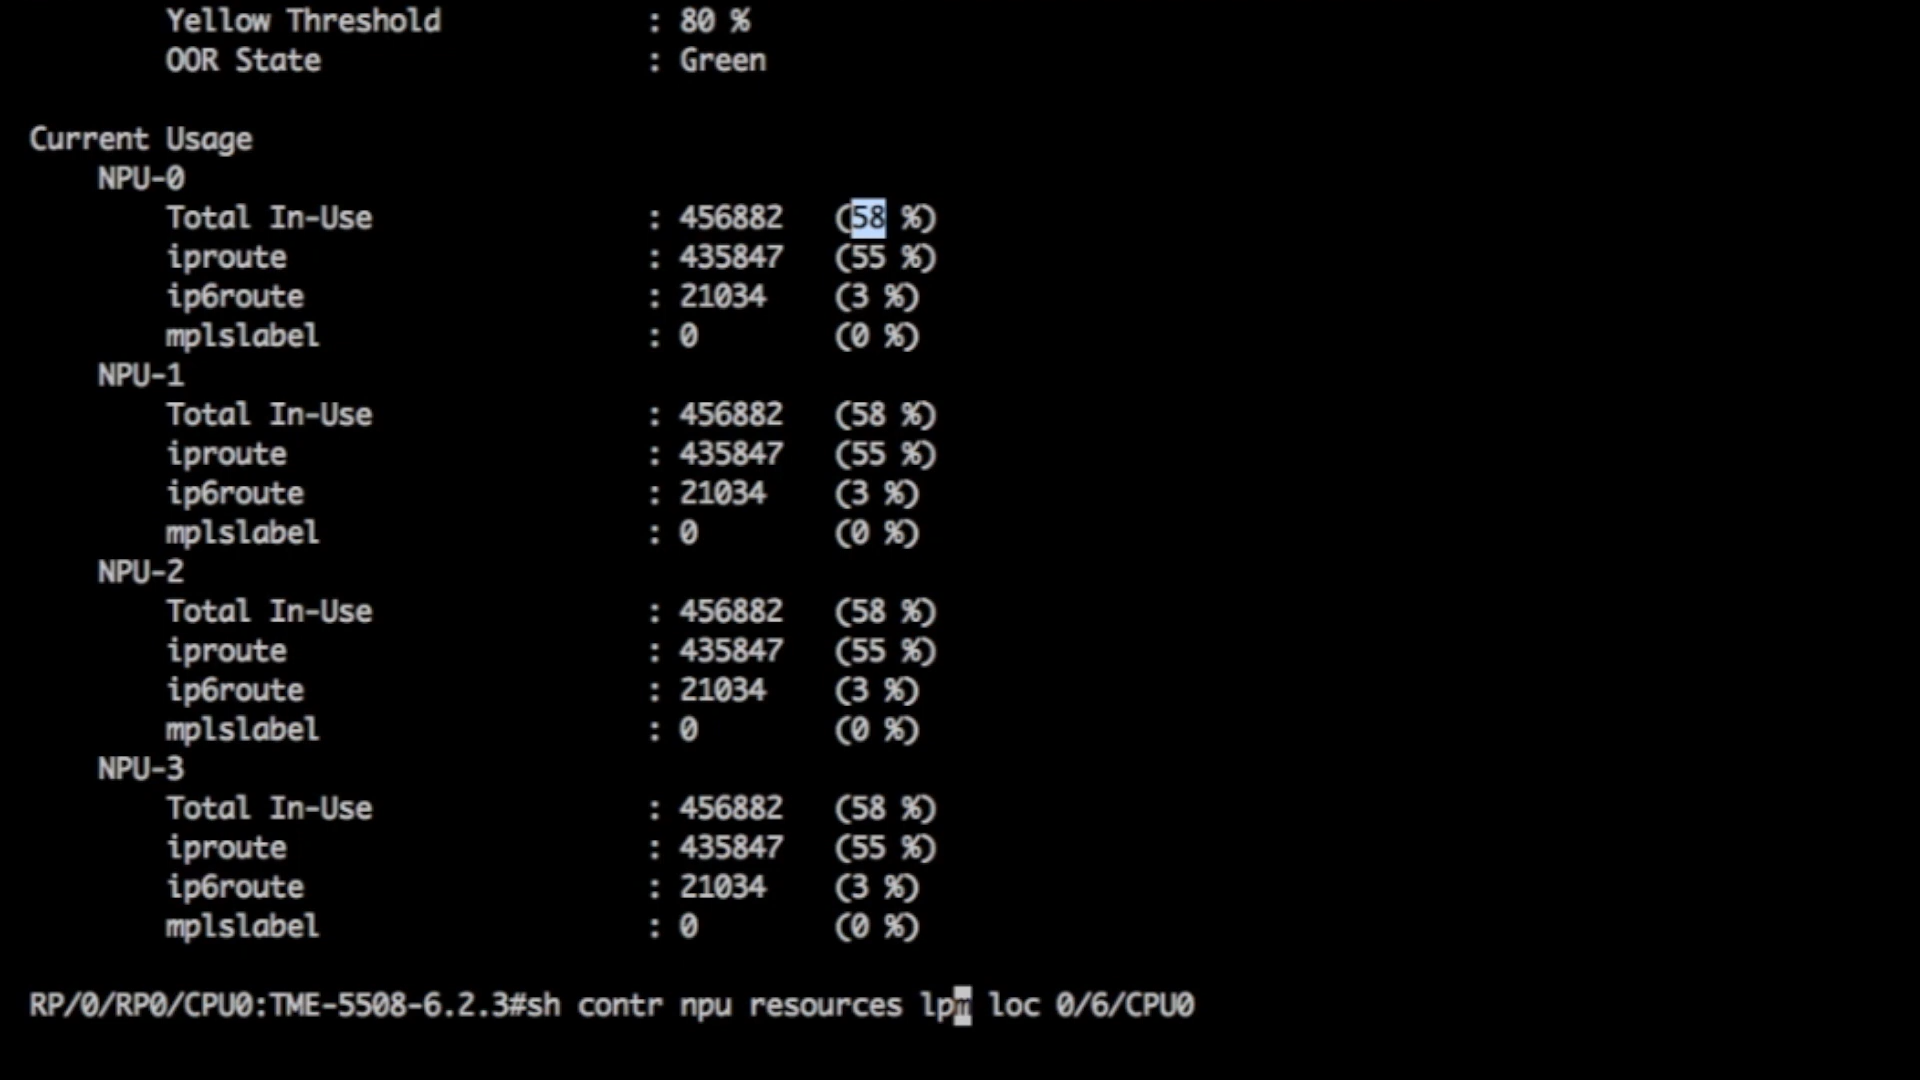 Yellow Threshold : 80 %
OOR State : Green
Current Usage
NPU-0
Total In-Use : 456882 (58 %)
iproute : 435847 (55 %)
ip6route : 21034 (3 %)
mplslabel : 0 (0 %)
NPU-1
Total In-Use : 456882 (58 %)
iproute : 435847 (55 %)
ip6route : 21034 (3 %)
mplslabel : 0 (0 %)
NPU-2
Total In-Use : 456882 (58 %)
iproute : 435847 (55 %)
ip6route : 21034 (3 %)
mplslabel : 0 (0 %)
NPU-3
Total In-Use : 456882 (58 %)
iproute : 435847 (55 %)
ip6route : 21034 (3 %)
mplslabel : 0 (0 %)
RP/0/RP0/CPU0:TME-5508-6.2.3#sh contr npu resources lpm loc 0/6/CPU0